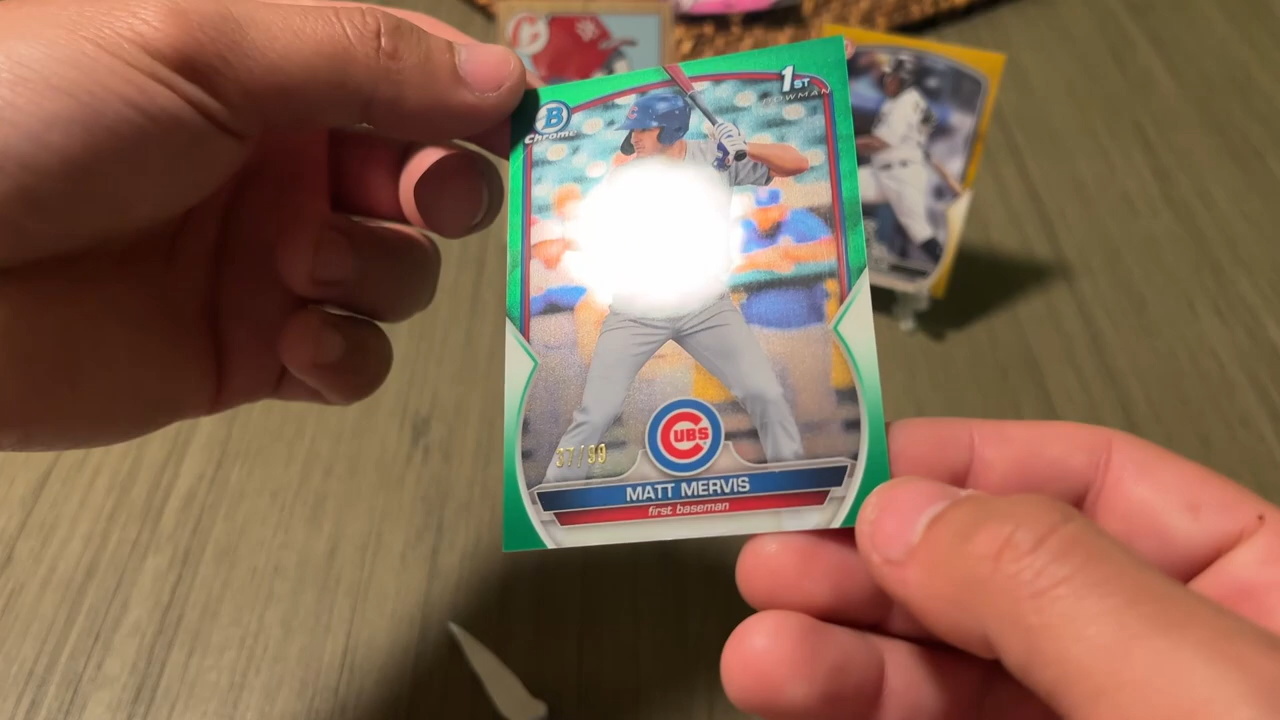 1ST
BOWMAN
B
Chrome
37/99
CUBS
MATT MERVIS
first baseman